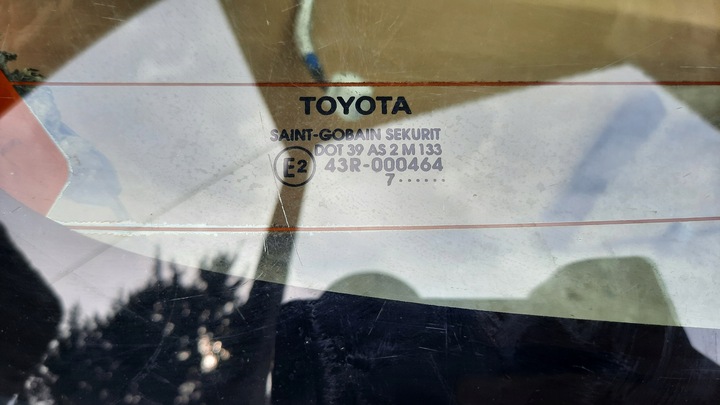 TOYOTA
SAINT-GOBAIN SEKURIT
DOT 39 AS 2 M 133
E2 43R-000464
7······